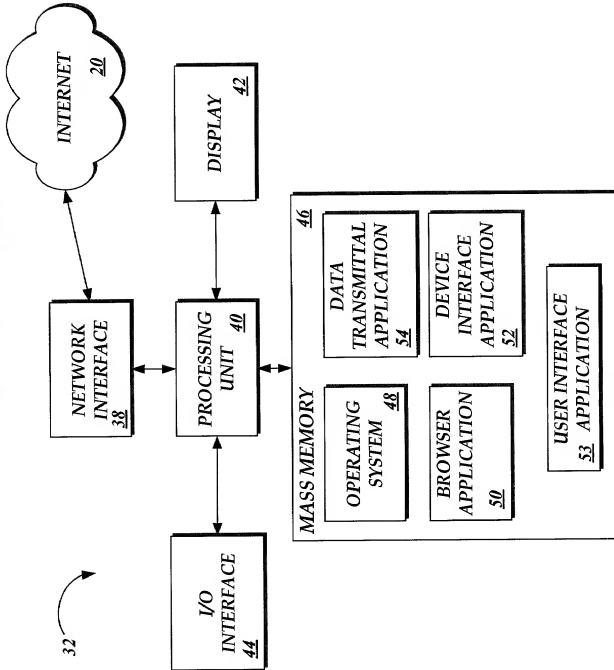 INTERNET
20
NETWORK
INTERFACE
38
DISPLAY
42
PROCESSING
UNIT
40
I/O
INTERFACE
44
32
MASS MEMORY
46
OPERATING
SYSTEM
48
DATA
TRANSMITTAL
APPLICATION
54
BROWSER
APPLICATION
50
DEVICE
INTERFACE
APPLICATION
52
USER INTERFACE
APPLICATION
53